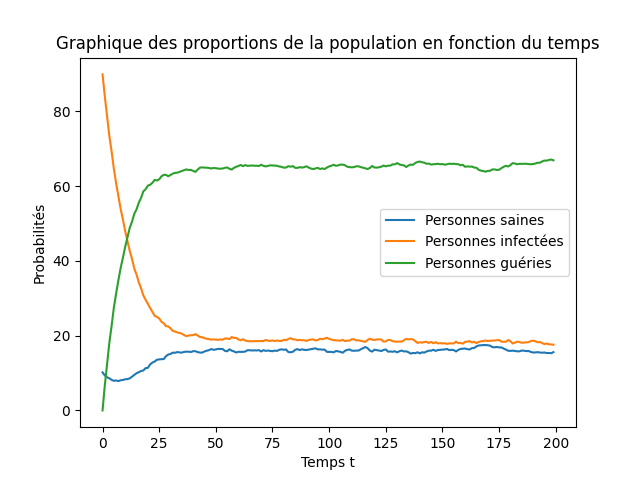 Graphique des proportions de la population en fonction du temps
80
60
40
20
0
Probabilités
Personnes saines
Personnes infectées
Personnes guéries
0 25 50 75 100 125 150 175 200
Temps t